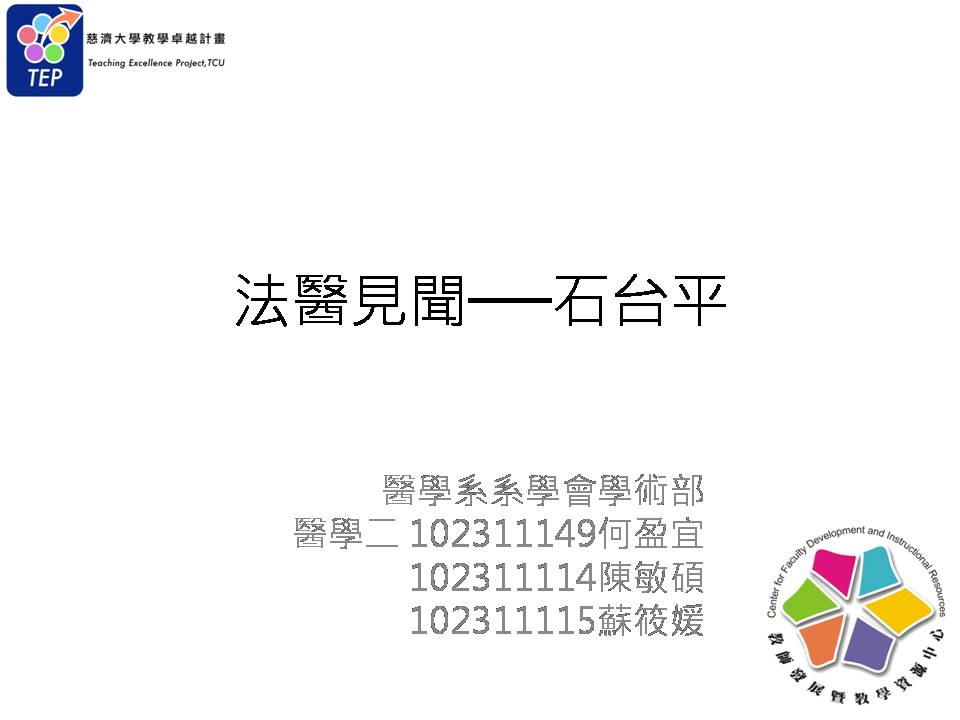 慈濟大學教學卓越計畫
Teaching Excellence Project,TCU
TEP
法醫見聞──石台平
醫學系系學會學術部
醫學二 102311149何盈宜
102311114陳敏碩
102311115蘇筱媛
Center for Faculty Development and Instructional Resources
教師發展暨教學資源中心